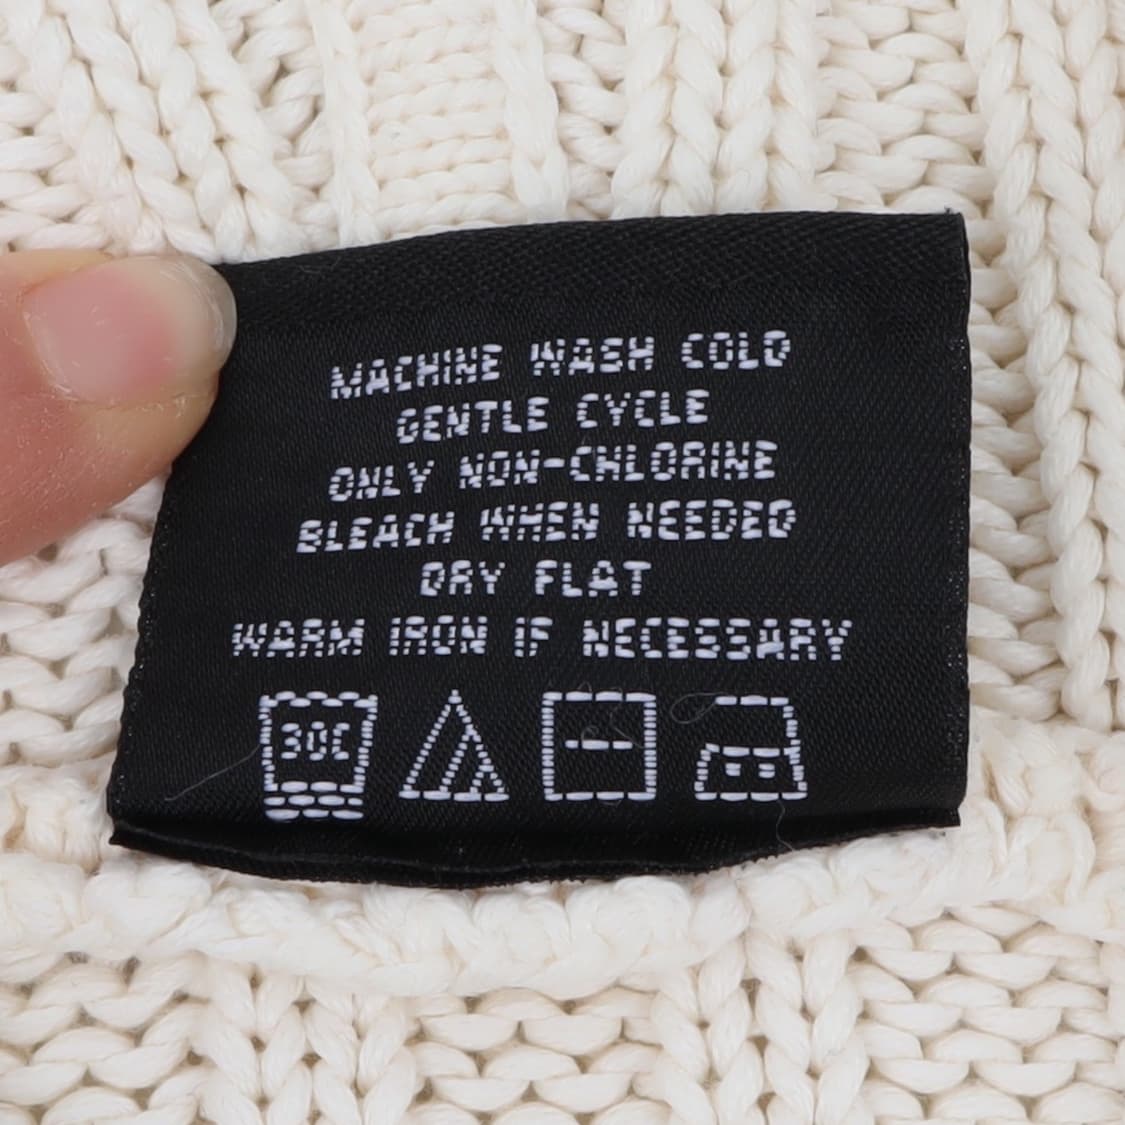 MACHINE WASH COLD
GENTLE CYCLE
ONLY NON-CHLORINE
BLEACH WHEN NEEDED
DRY FLAT
WARM IRON IF NECESSARY
30C